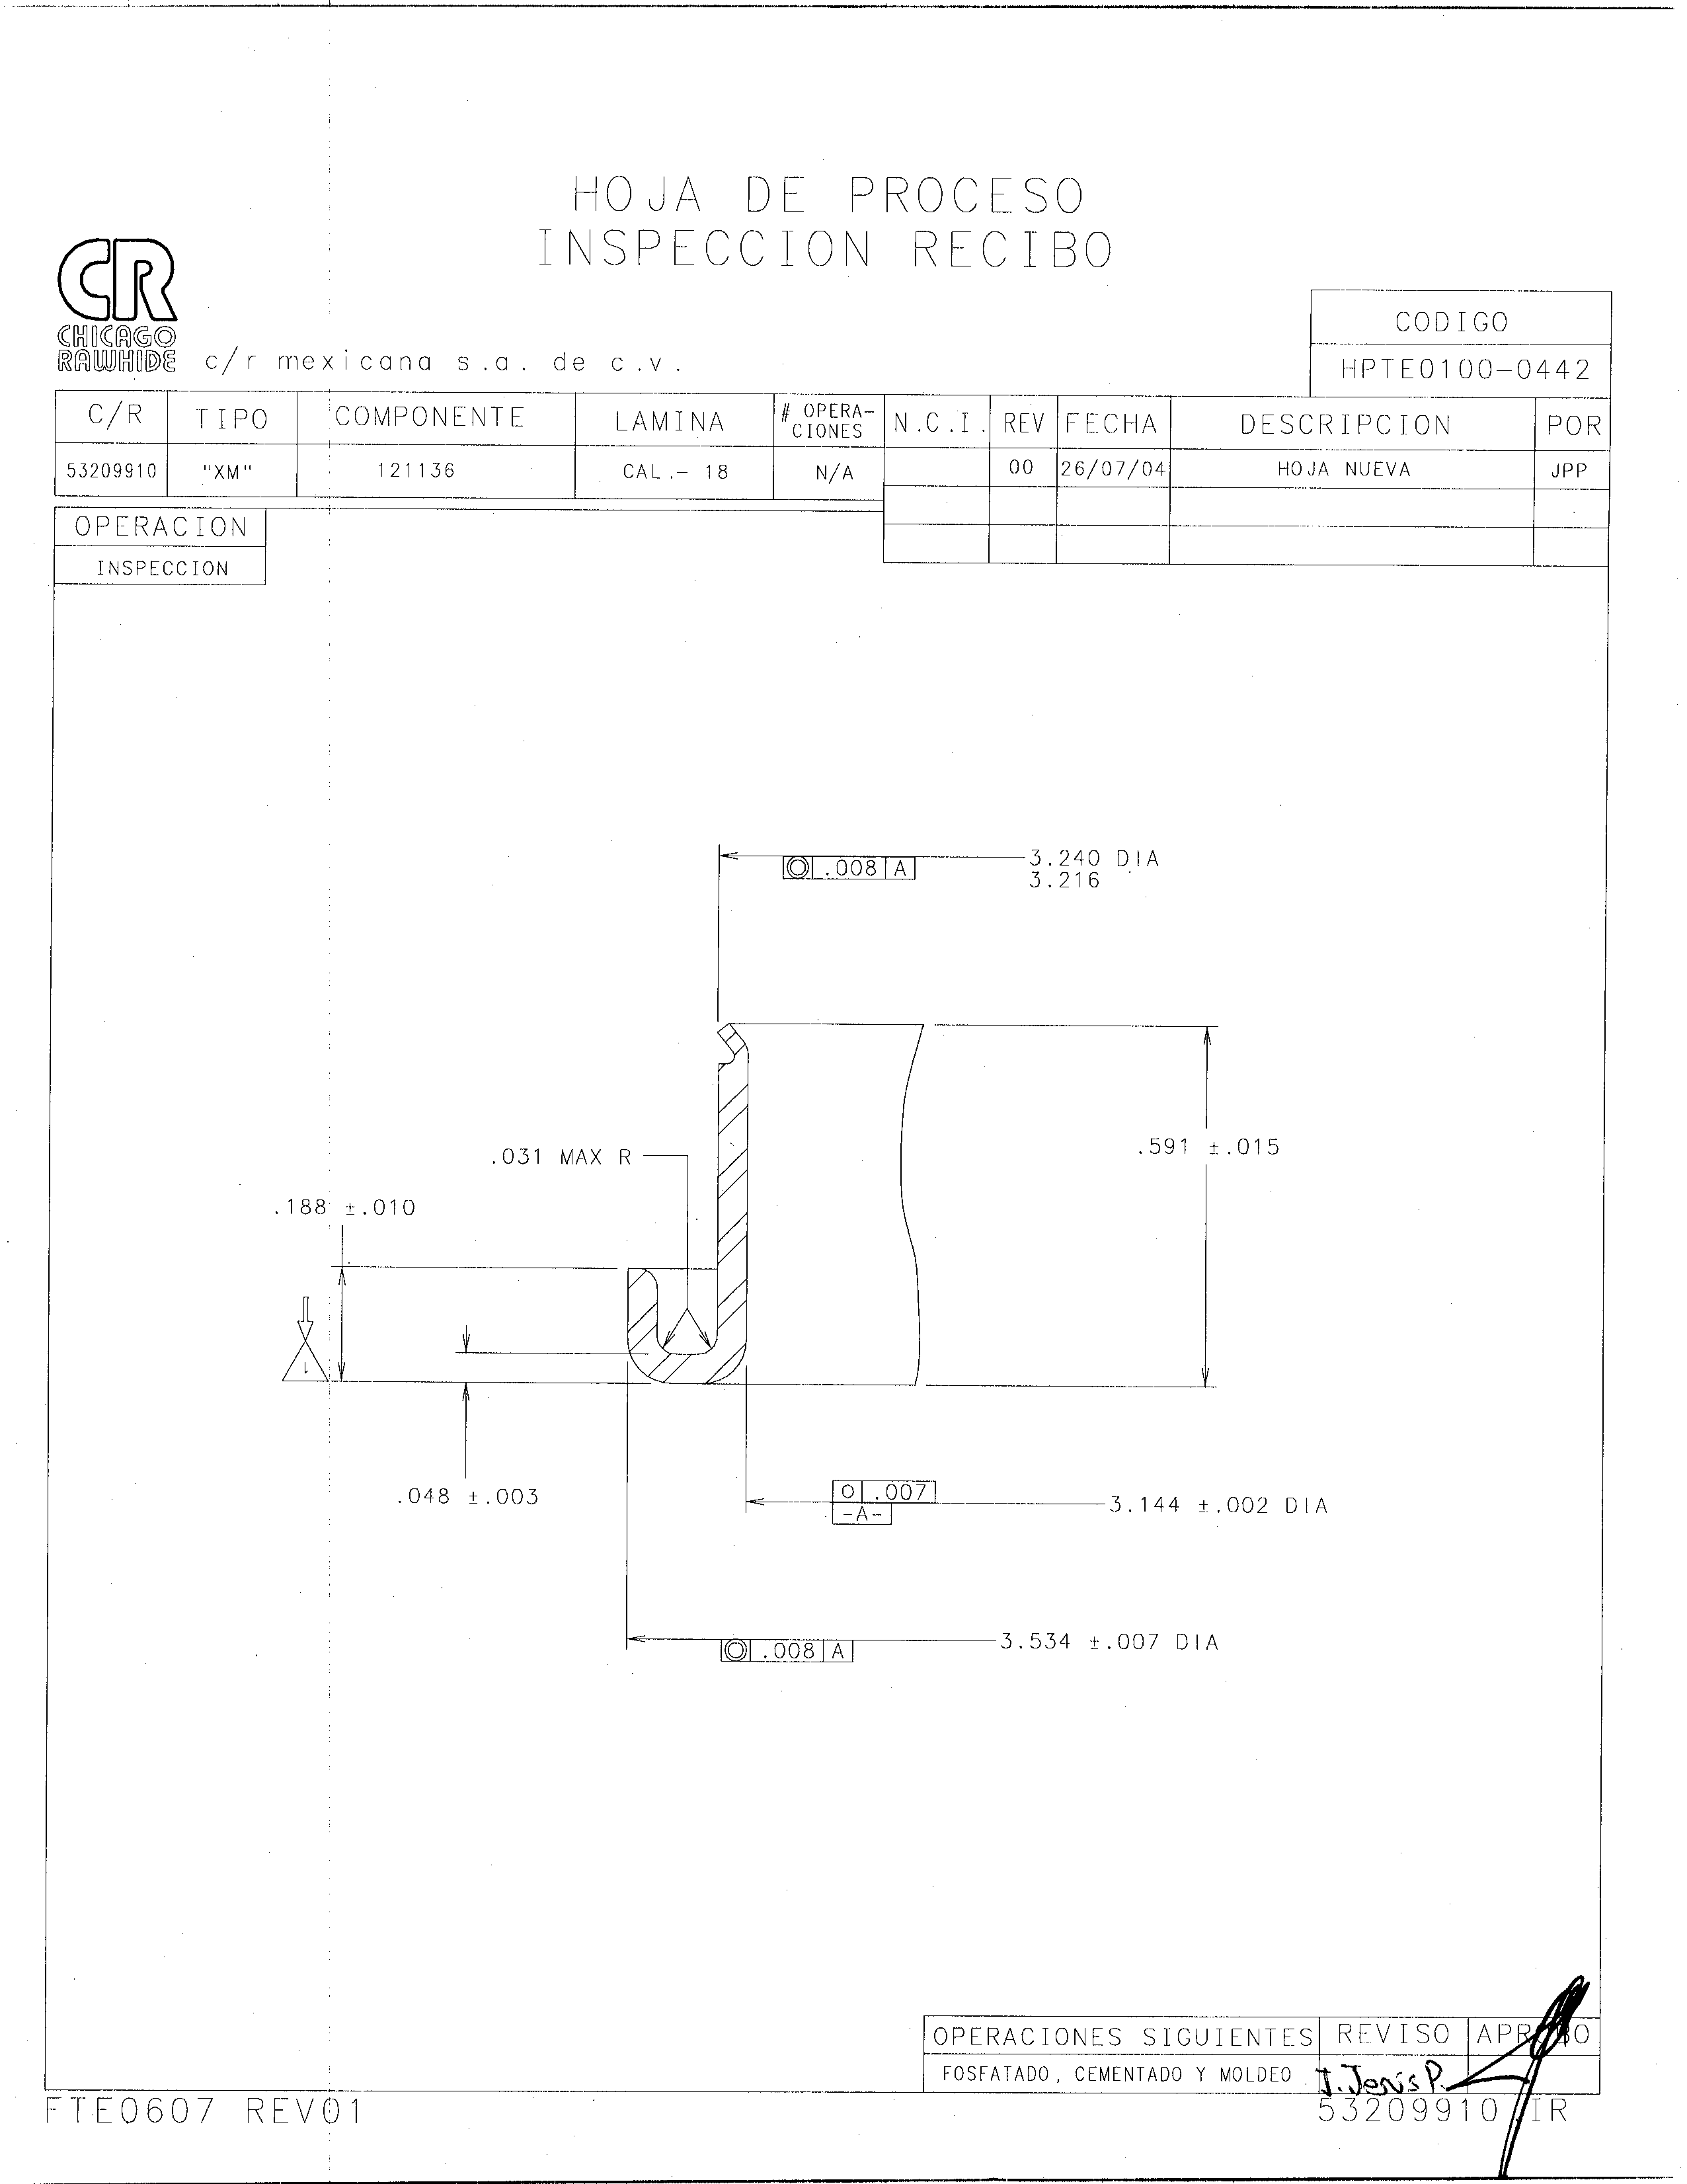 HOJA DE PROCESO
INSPECCION RECIBO
CR
CHICAGO
RAWHIDE
c/r mexicana s.a. de c.v.
CODIGO
HPTE0100-0442
C/R TIPO COMPONENTE LAMINA # OPERA-CIONES N.C.I. REV FECHA DESCRIPCION POR
53209910 "XM" 121136 CAL.- 18 N/A 00 26/07/04 HOJA NUEVA JPP
OPERACION
INSPECCION
3.240 DIA
.008 A
3.216
.591 ±.015
.031 MAX R
.188 ±.010
1
.048 ±.003
.007
-A-
3.144 ±.002 DIA
3.534 ±.007 DIA
.008 A
OPERACIONES SIGUIENTES REVISO APROBO
FOSFATADO, CEMENTADO Y MOLDEO
FTE0607 REV01
53209910 IR